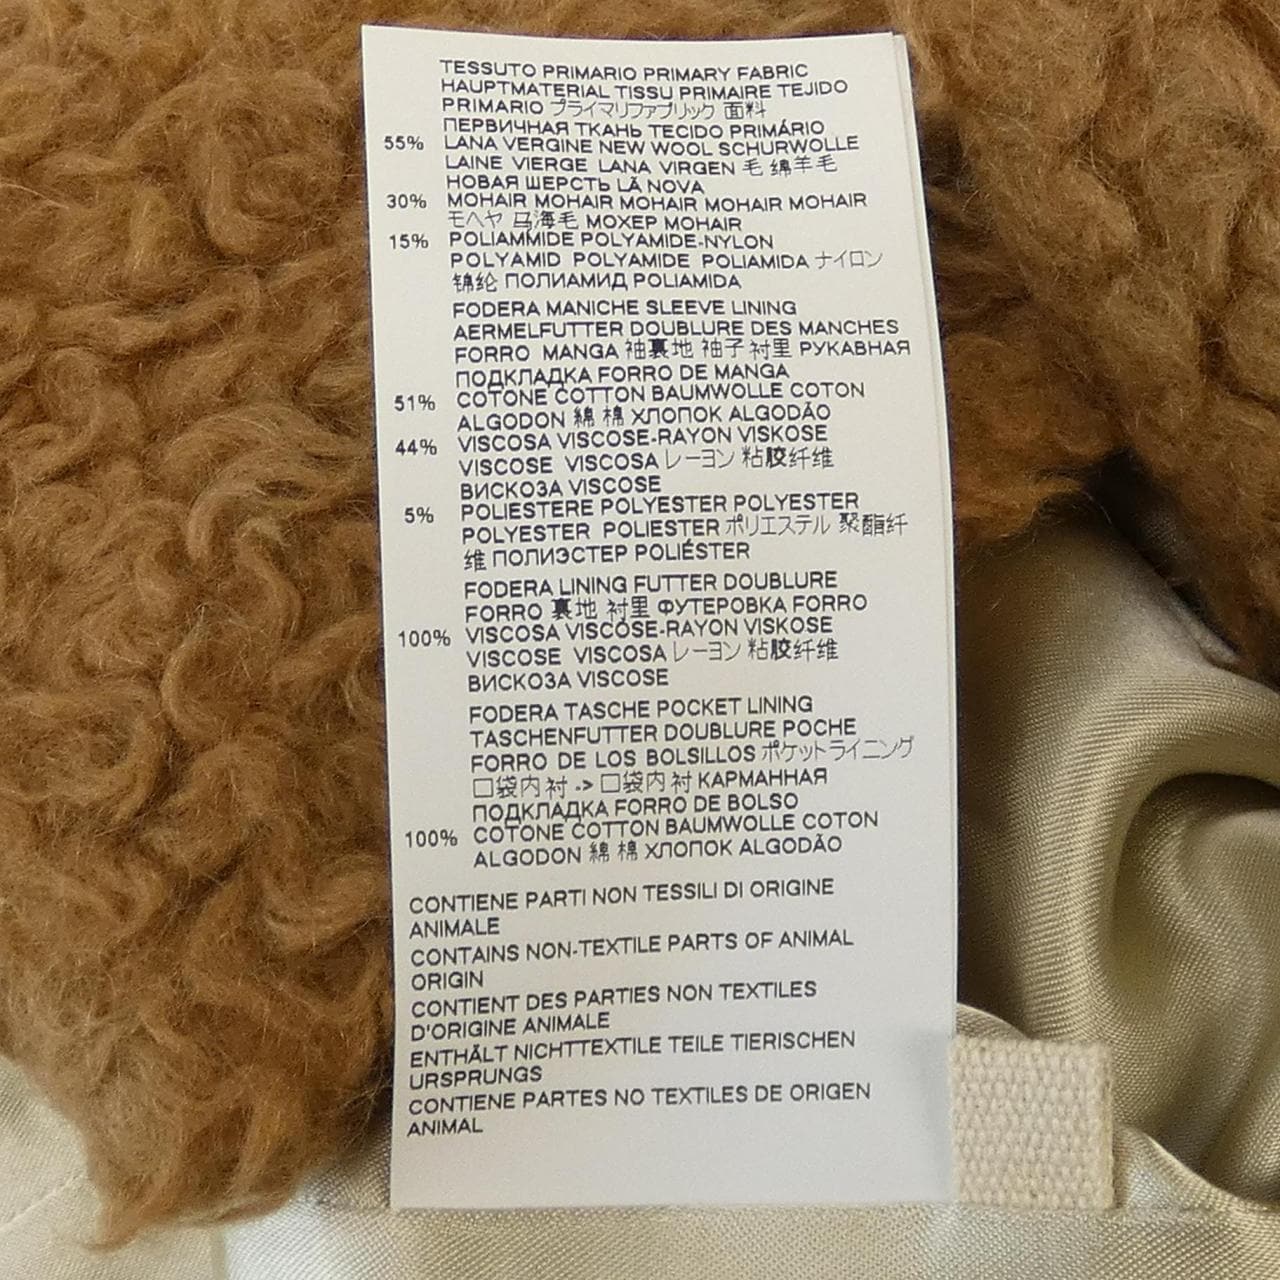 TESSUTO PRIMARIO PRIMARY FABRIC
HAUPTMATERIAL TISSU PRIMAIRE TEJIDO
PRIMARIO プライマリファブリック 面料
ПЕРВИЧНАЯ ТКАНЬ TECIDO PRIMÁRIO
55% LANA VERGINE NEW WOOL SCHURWOLLE
LAINE VIERGE LANA VIRGEN 毛 绵羊毛
НОВАЯ ШЕРСТЬ LÃ NOVA
30% MOHAIR MOHAIR MOHAIR MOHAIR MOHAIR
モヘヤ 马海毛 МОХЕР MOHAIR
15% POLIAMMIDE POLYAMIDE-NYLON
POLYAMID POLYAMIDE POLIAMIDA ナイロン
锦纶 ПОЛИАМИД POLIAMIDA
FODERA MANICHE SLEEVE LINING
AERMELFUTTER DOUBLURE DES MANCHES
FORRO MANGA 袖裏地 袖子衬里 РУКАВНАЯ
ПОДКЛАДКА FORRO DE MANGA
51% COTONE COTTON BAUMWOLLE COTON
ALGODON 綿 棉 ХЛОПОК ALGODÃO
44% VISCOSA VISCOSE-RAYON VISKOSE
VISCOSE VISCOSA レーヨン 粘胶纤维
ВИСКОЗА VISCOSE
5% POLIESTERE POLYESTER POLYESTER
POLYESTER POLIESTER ポリエステル 聚酯纤
维 ПОЛИЭСТЕР POLIÉSTER
FODERA LINING FUTTER DOUBLURE
FORRO 裏地 衬里 ФУТЕРОВКА FORRO
100% VISCOSA VISCOSE-RAYON VISKOSE
VISCOSE VISCOSA レーヨン 粘胶纤维
ВИСКОЗА VISCOSE
FODERA TASCHE POCKET LINING
TASCHENFUTTER DOUBLURE POCHE
FORRO DE LOS BOLSILLOS ポケットライニング
口袋内衬 -> 口袋内衬 КАРМАННАЯ
ПОДКЛАДКА FORRO DE BOLSO
100% COTONE COTTON BAUMWOLLE COTON
ALGODON 綿 棉 ХЛОПОК ALGODÃO
CONTIENE PARTI NON TESSILI DI ORIGINE
ANIMALE
CONTAINS NON-TEXTILE PARTS OF ANIMAL
ORIGIN
CONTIENT DES PARTIES NON TEXTILES
D'ORIGINE ANIMALE
ENTHÄLT NICHTTEXTILE TEILE TIERISCHEN
URSPRUNGS
CONTIENE PARTES NO TEXTILES DE ORIGEN
ANIMAL